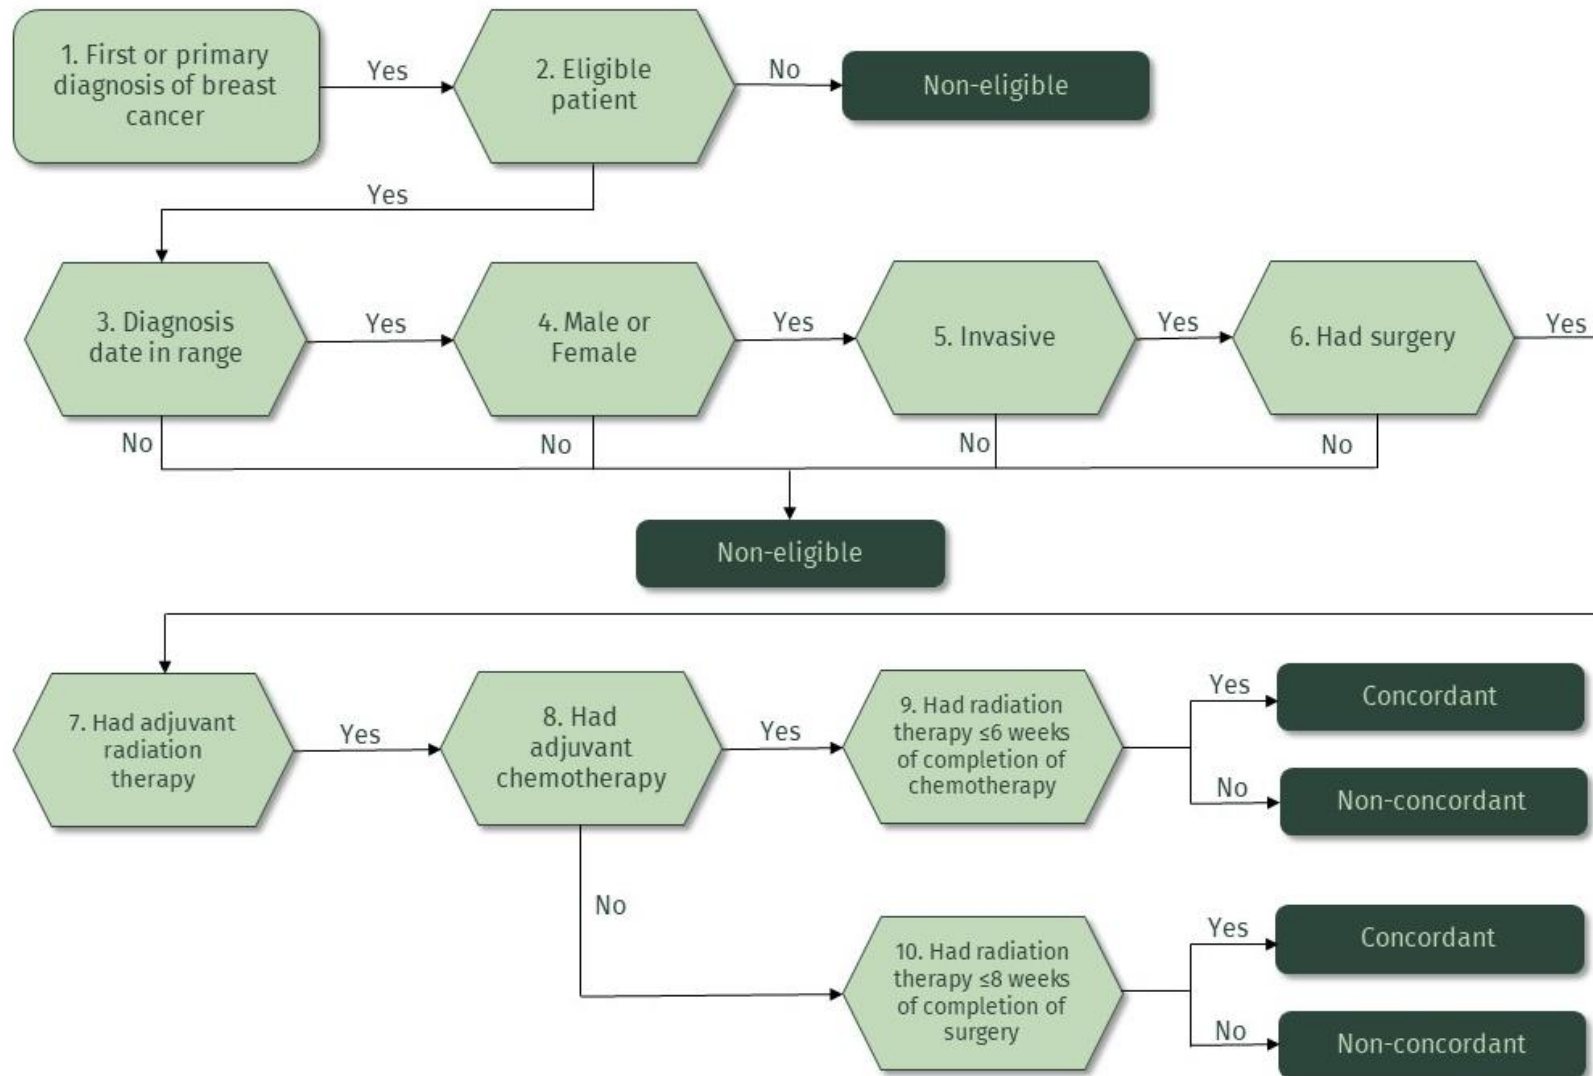 1. First or primary
diagnosis of breast
cancer
Yes
2. Eligible
patient
No
Non-eligible
Yes
3. Diagnosis
date in range
Yes
4. Male or
Female
Yes
5. Invasive
Yes
6. Had surgery
Yes
No
No
No
No
Non-eligible
7. Had adjuvant
radiation
therapy
Yes
8. Had
adjuvant
chemotherapy
Yes
9. Had radiation
therapy ≤6 weeks
of completion of
chemotherapy
Yes
Concordant
No
Non-concordant
No
10. Had radiation
therapy ≤8 weeks
of completion of
surgery
Yes
Concordant
No
Non-concordant